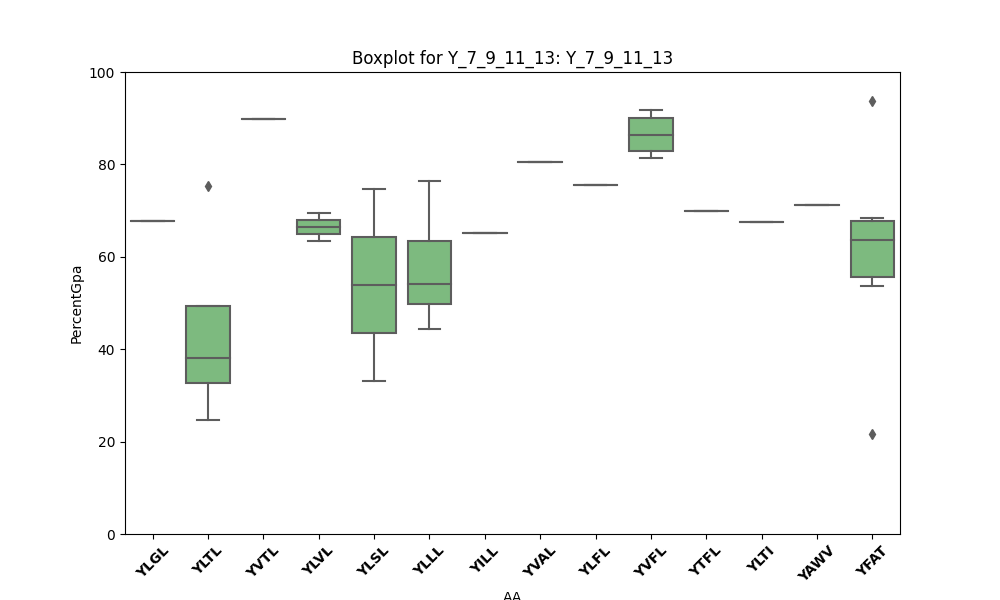 Boxplot for Y_7_9_11_13: Y_7_9_11_13
100
80
60
40
20
0
PercentGpa
YLGL
YLTL
YVTL
YLVL
YLSL
YLLL
YILL
YVAL
YLFL
YVFL
YTFL
YLTI
YAWV
YFAT
AA